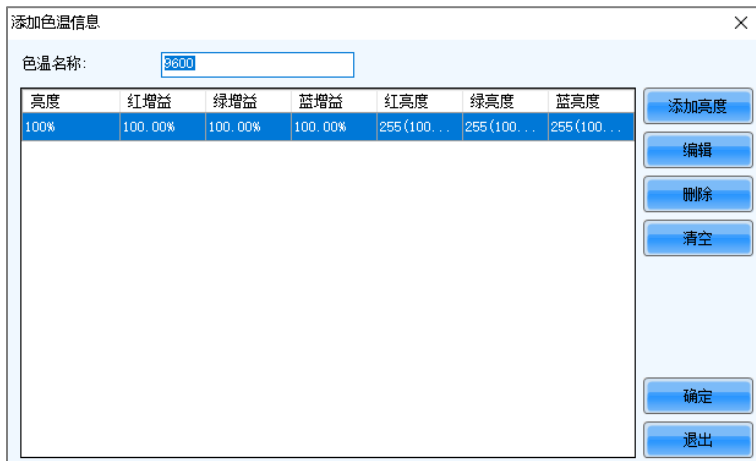 添加色温信息
色温名称: 9600
亮度 红增益 绿增益 蓝增益 红亮度 绿亮度 蓝亮度
100% 100.00% 100.00% 100.00% 255(100... 255(100... 255(100...
添加亮度
编辑
删除
清空
确定
退出